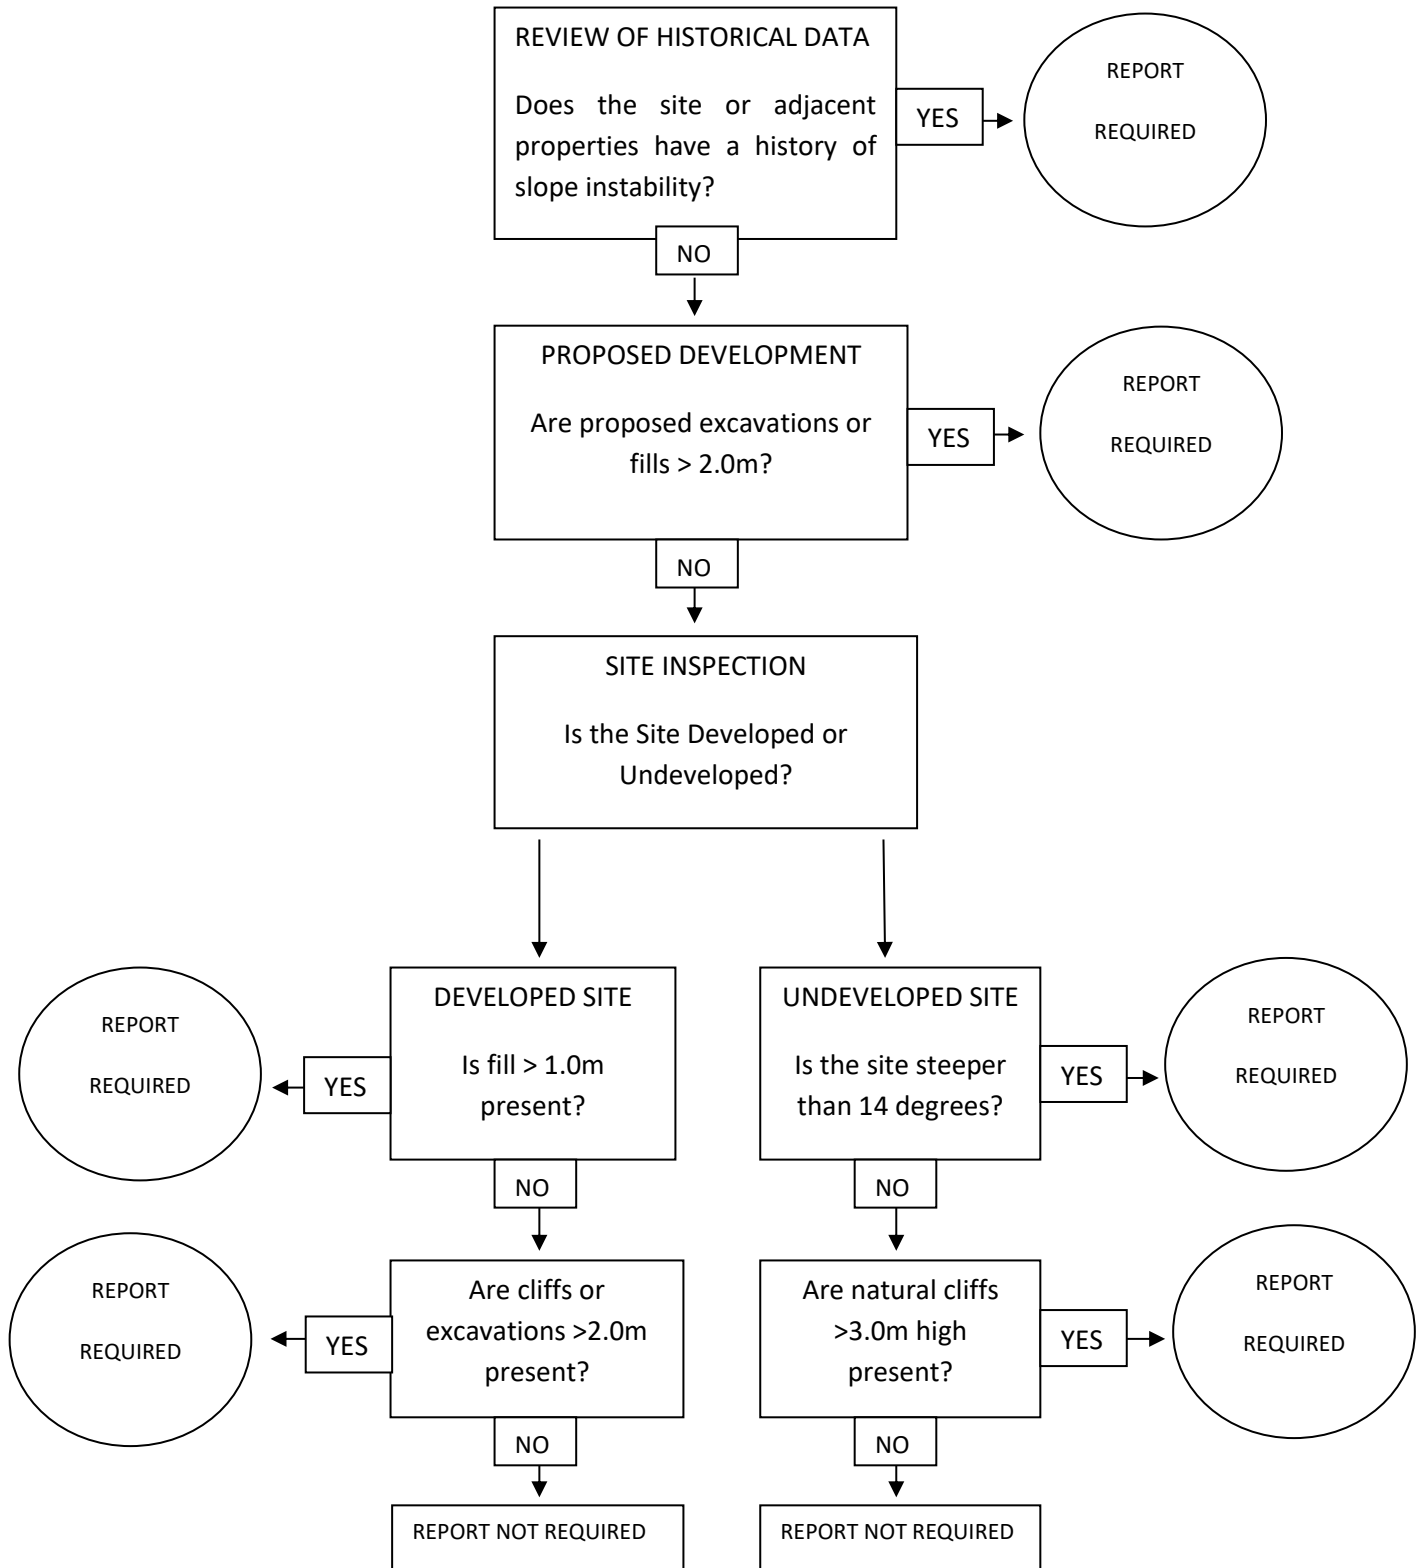 REVIEW OF HISTORICAL DATA
Does the site or adjacent
properties have a history of
slope instability?
YES
REPORT
REQUIRED
NO
PROPOSED DEVELOPMENT
Are proposed excavations or
fills > 2.0m?
YES
REPORT
REQUIRED
NO
SITE INSPECTION
Is the Site Developed or
Undeveloped?
DEVELOPED SITE
Is fill > 1.0m
present?
YES
REPORT
REQUIRED
NO
Are cliffs or
excavations >2.0m
present?
YES
REPORT
REQUIRED
NO
REPORT NOT REQUIRED
UNDEVELOPED SITE
Is the site steeper
than 14 degrees?
YES
REPORT
REQUIRED
NO
Are natural cliffs
>3.0m high
present?
YES
REPORT
REQUIRED
NO
REPORT NOT REQUIRED